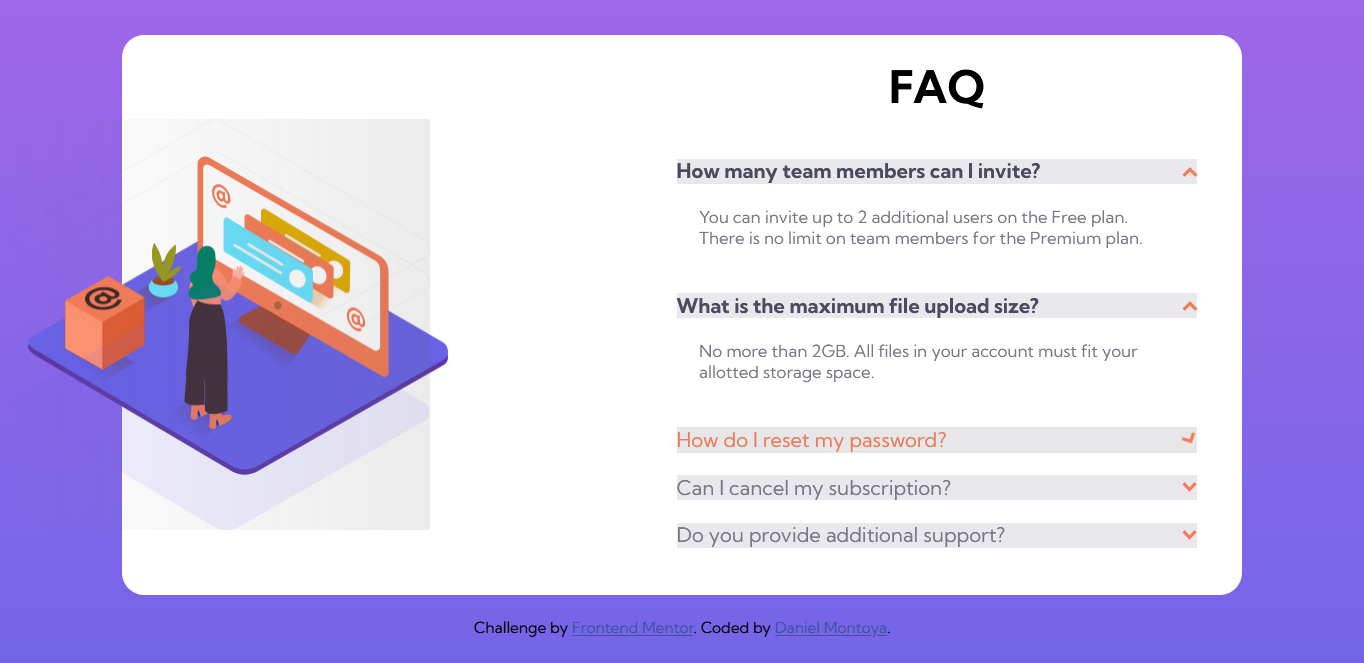 FAQ
How many team members can I invite?
You can invite up to 2 additional users on the Free plan.
There is no limit on team members for the Premium plan.
What is the maximum file upload size?
No more than 2GB. All files in your account must fit your
allotted storage space.
How do I reset my password?
Can I cancel my subscription?
Do you provide additional support?
@
@
@
Challenge by Frontend Mentor. Coded by Daniel Montoya.